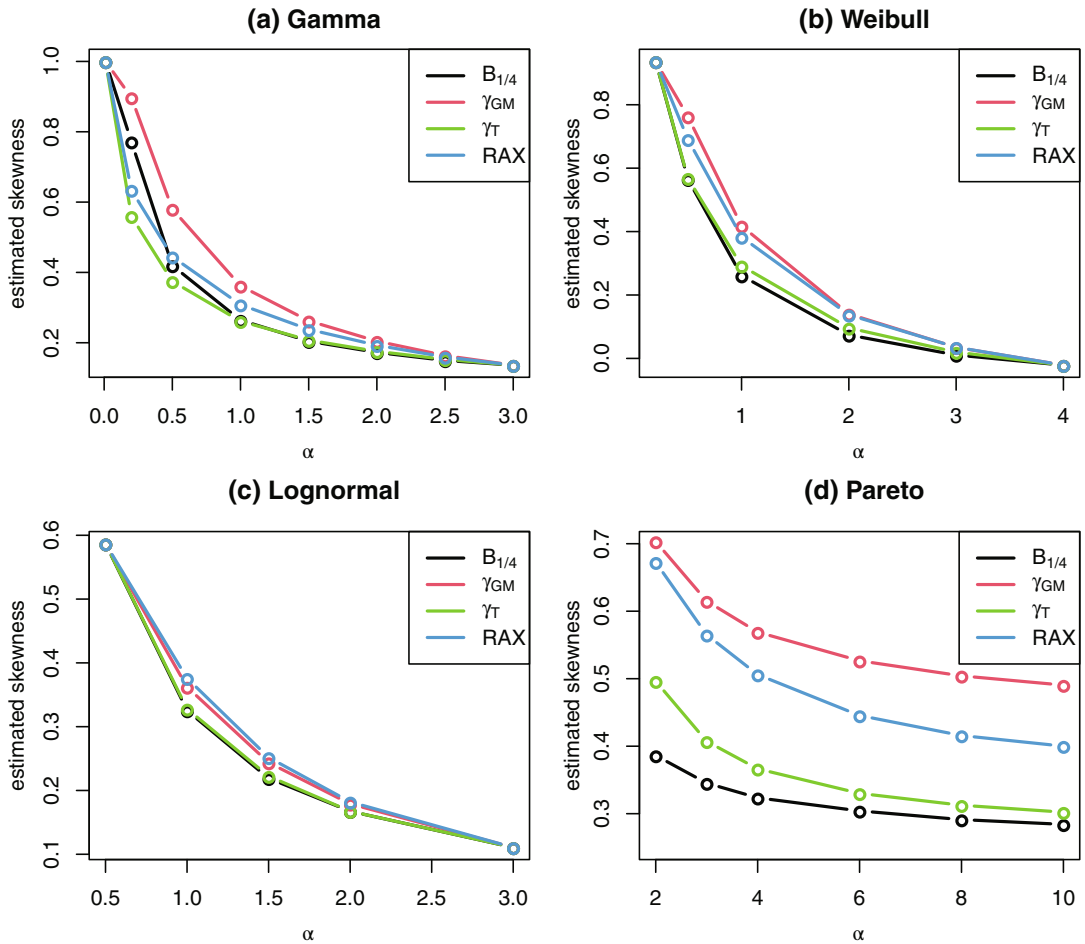 (a) Gamma
estimated skewness
1.0
0.8
0.6
0.4
0.2
B1/4
γGM
γT
RAX
0.0 0.5 1.0 1.5 2.0 2.5 3.0
α
(b) Weibull
estimated skewness
0.8
0.6
0.4
0.2
0.0
B1/4
γGM
γT
RAX
1 2 3 4
α
(c) Lognormal
estimated skewness
0.6
0.5
0.4
0.3
0.2
0.1
B1/4
γGM
γT
RAX
0.5 1.0 1.5 2.0 2.5 3.0
α
(d) Pareto
estimated skewness
0.7
0.6
0.5
0.4
0.3
B1/4
γGM
γT
RAX
2 4 6 8 10
α